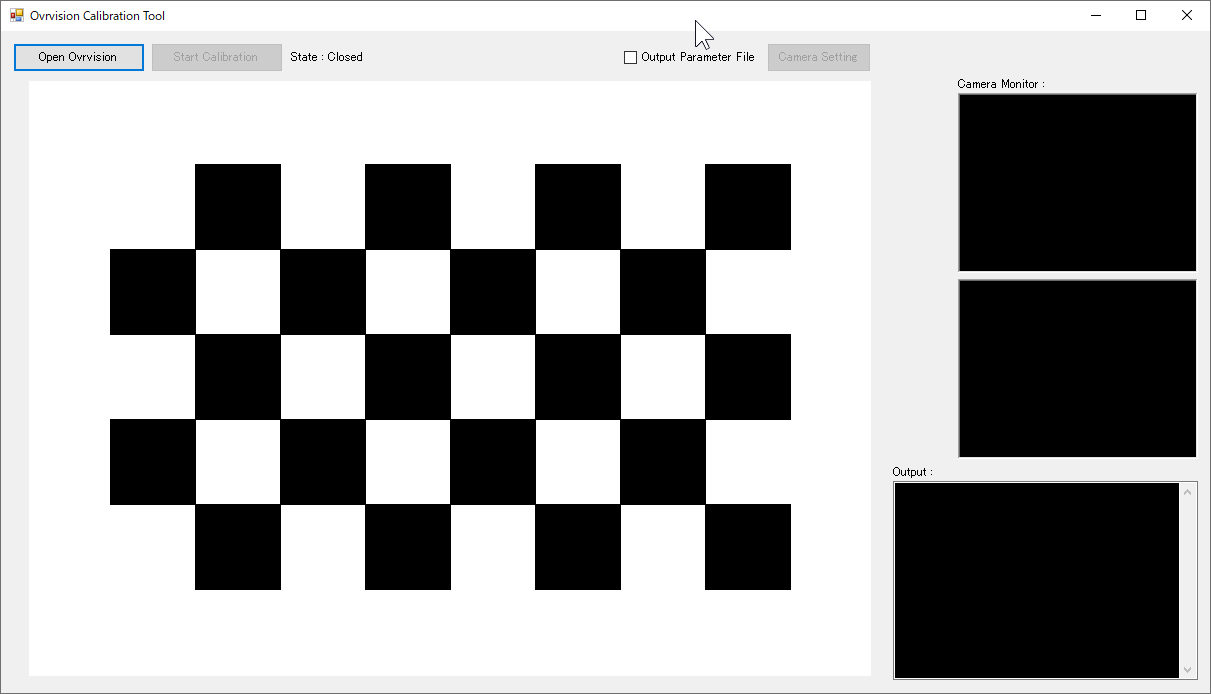 Ovrvision Calibration Tool
Open Ovrvision
Start Calibration
State : Closed
Output Parameter File
Camera Setting
Camera Monitor :
Output :